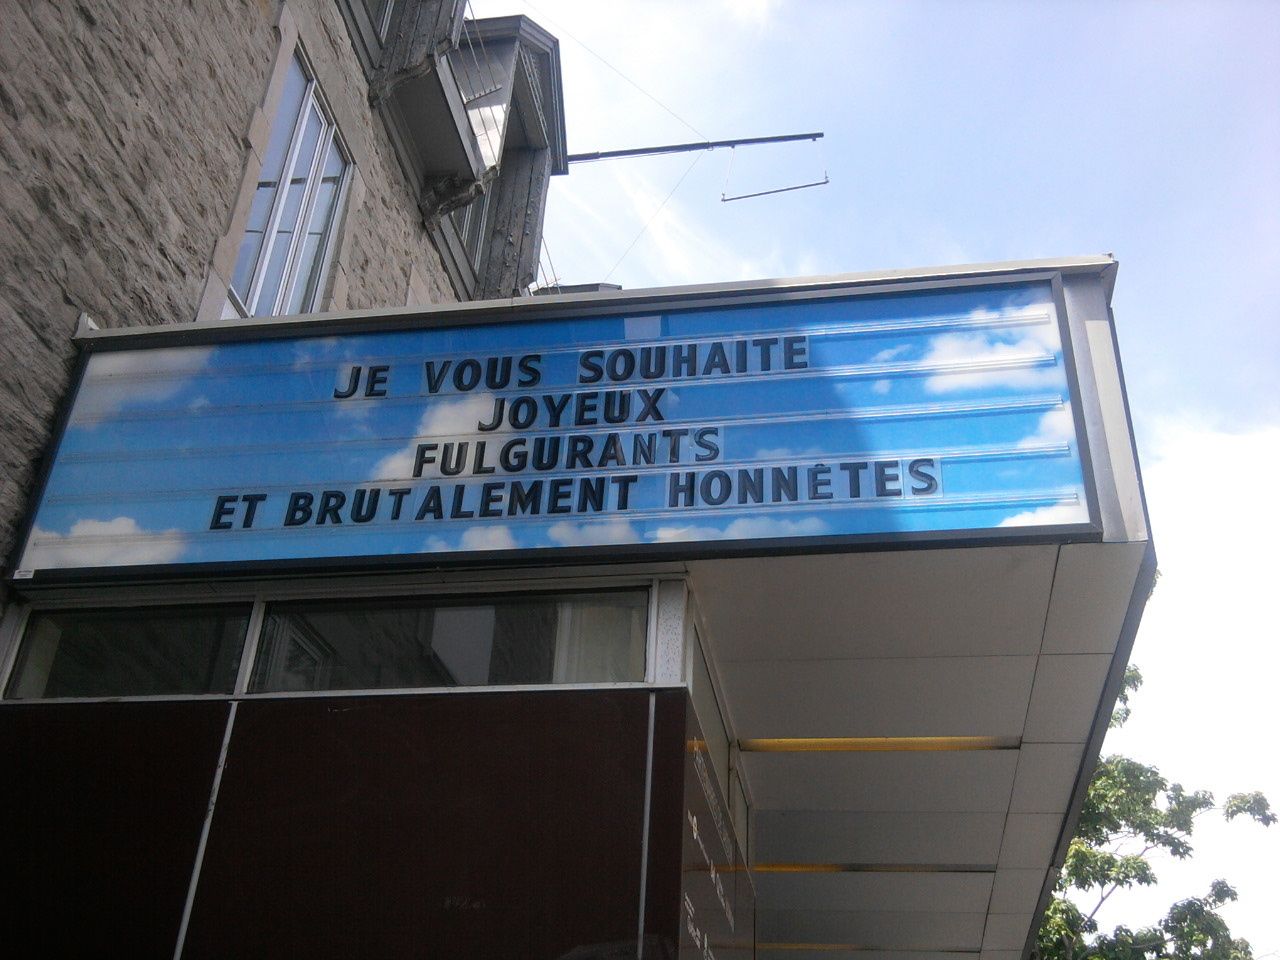 JE VOUS SOUHAITE
JOYEUX
FULGURANTS
ET BRUTALEMENT HONNÊTES